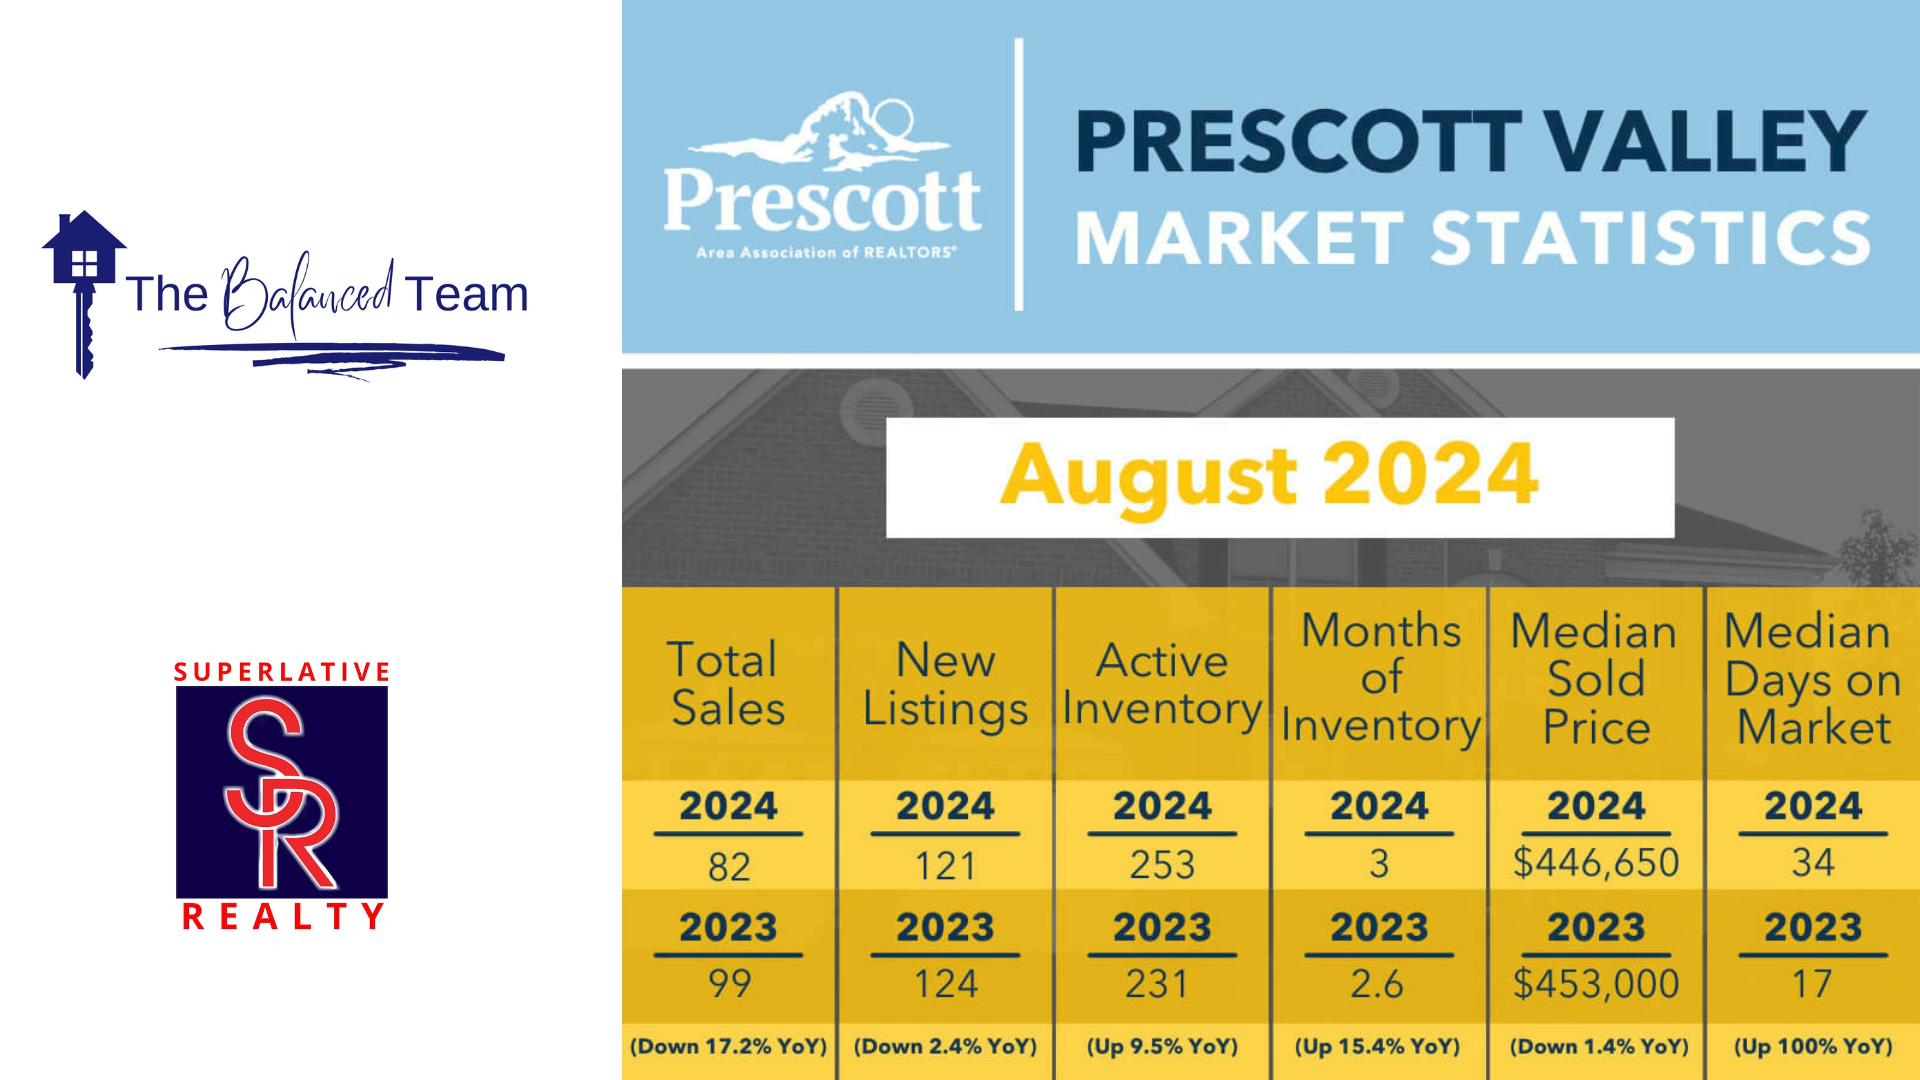 The Balanced Team
SUPERLATIVE
SR
REALTY
Prescott
Area Association of REALTORS®
PRESCOTT VALLEY
MARKET STATISTICS
August 2024
Total
Sales
2024
82
2023
99
(Down 17.2% YoY)
New
Listings
2024
121
2023
124
(Down 2.4% YoY)
Active
Inventory
2024
253
2023
231
(Up 9.5% YoY)
Months
of
Inventory
2024
3
2023
2.6
(Up 15.4% YoY)
Median
Sold
Price
2024
$446,650
2023
$453,000
(Down 1.4% YoY)
Median
Days on
Market
2024
34
2023
17
(Up 100% YoY)